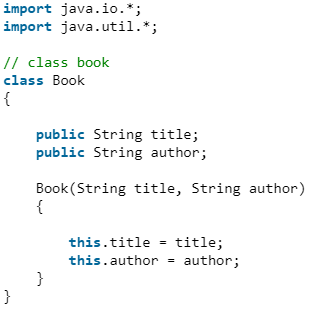 import java.io.*;
import java.util.*;
// class book
class Book
{
public String title;
public String author;
Book(String title, String author)
{
this.title = title;
this.author = author;
}
}